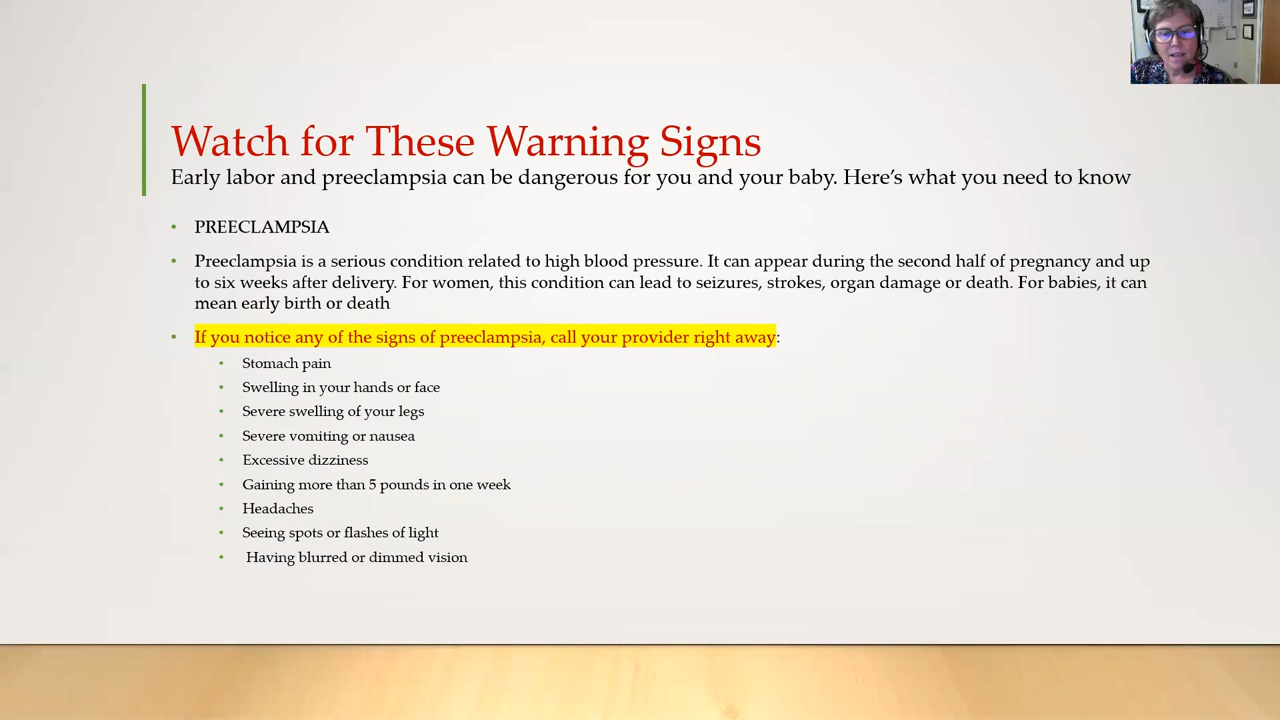 Watch for These Warning Signs
Early labor and preeclampsia can be dangerous for you and your baby. Here's what you need to know
• PREECLAMPSIA
• Preeclampsia is a serious condition related to high blood pressure. It can appear during the second half of pregnancy and up
to six weeks after delivery. For women, this condition can lead to seizures, strokes, organ damage or death. For babies, it can
mean early birth or death
• If you notice any of the signs of preeclampsia, call your provider right away:
• Stomach pain
• Swelling in your hands or face
• Severe swelling of your legs
• Severe vomiting or nausea
• Excessive dizziness
• Gaining more than 5 pounds in one week
• Headaches
• Seeing spots or flashes of light
• Having blurred or dimmed vision